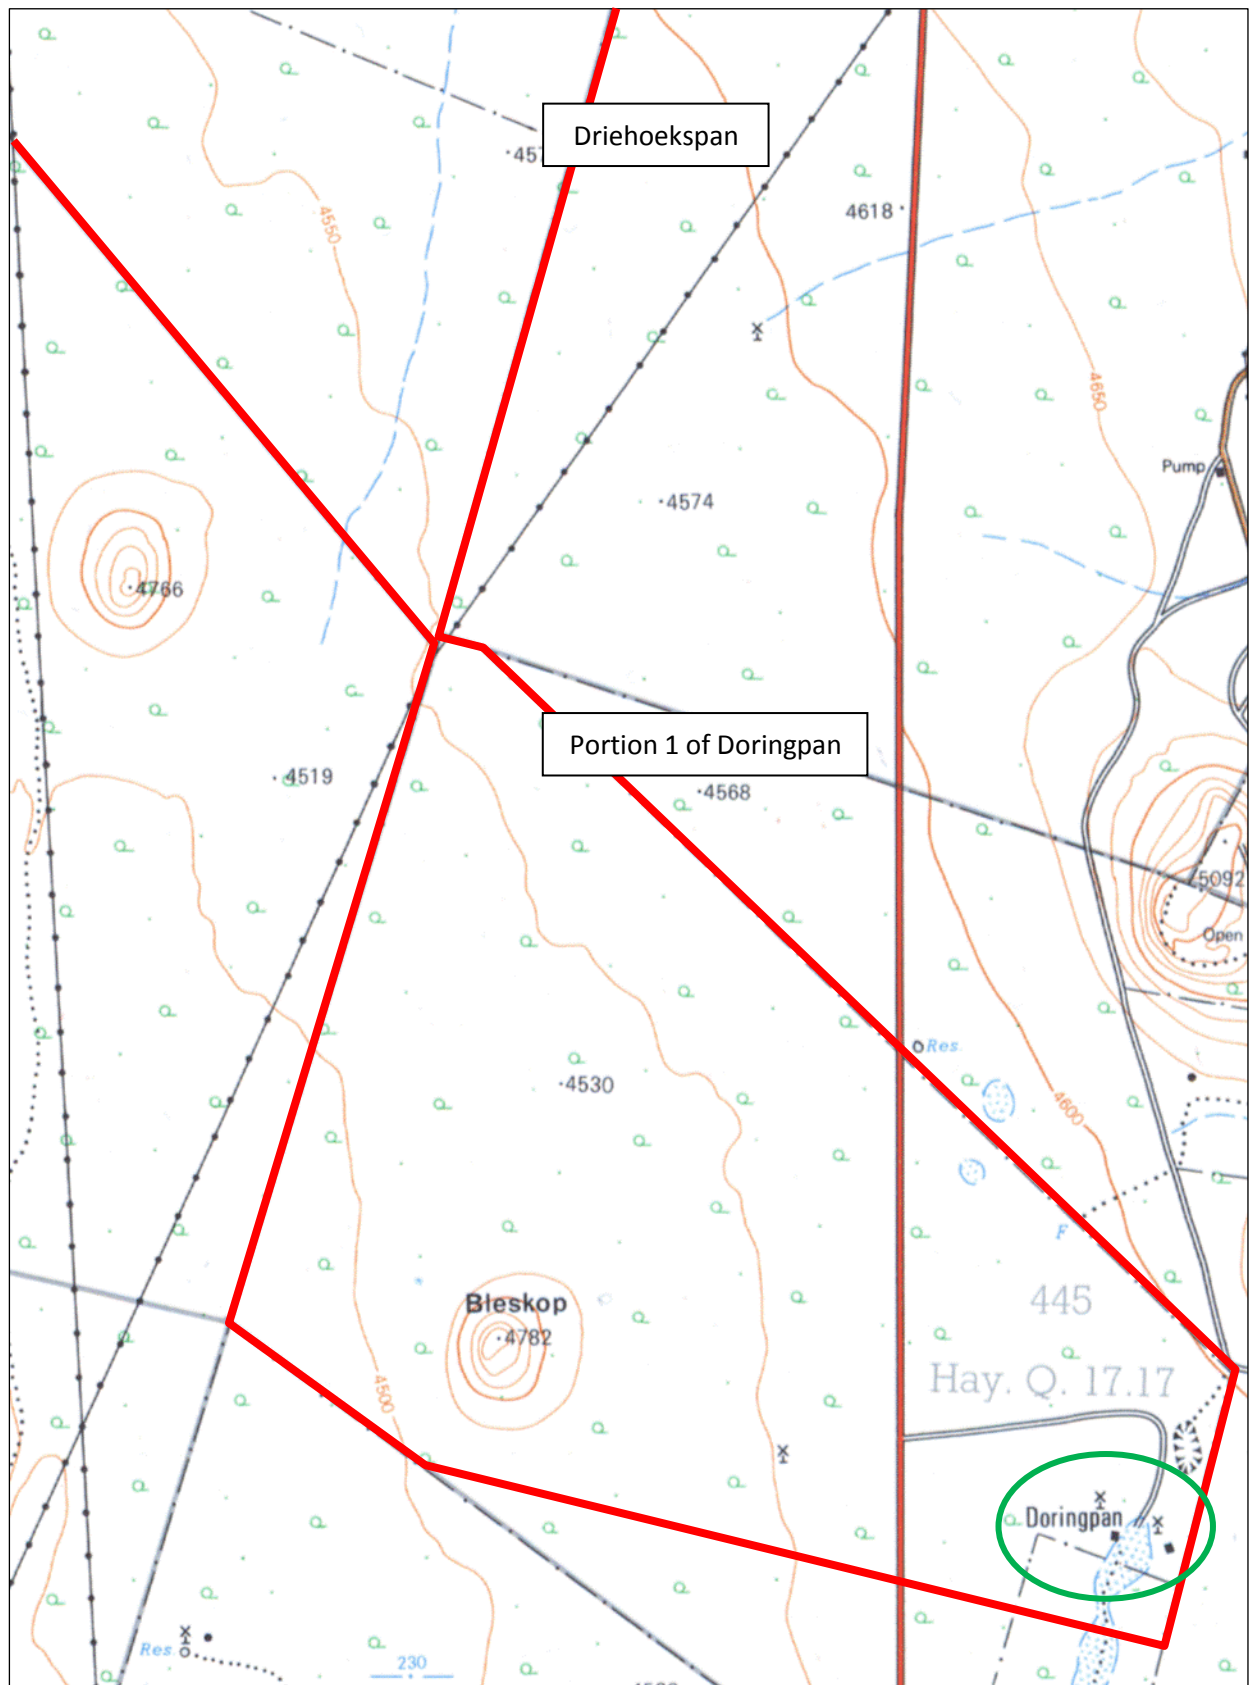 Driehoekspan
4618
4550
4650
Pump
4574
4766
Portion 1 of Doringpan
4519
4568
5092
Open
Res.
4530
4600
F
445
Bleskop
4782
Hay. Q. 17.17
4500
Doringpan
Res.
230